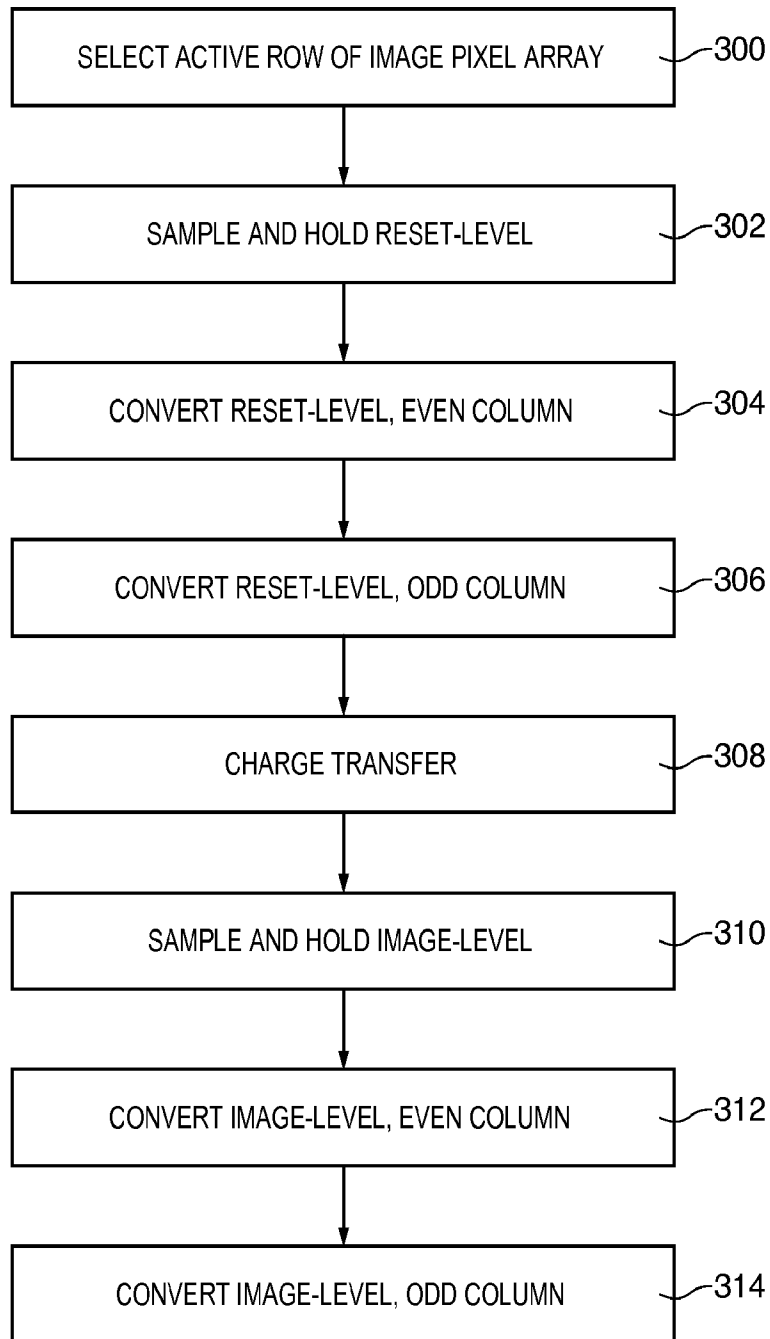 SELECT ACTIVE ROW OF IMAGE PIXEL ARRAY 300
SAMPLE AND HOLD RESET-LEVEL 302
CONVERT RESET-LEVEL, EVEN COLUMN 304
CONVERT RESET-LEVEL, ODD COLUMN 306
CHARGE TRANSFER 308
SAMPLE AND HOLD IMAGE-LEVEL 310
CONVERT IMAGE-LEVEL, EVEN COLUMN 312
CONVERT IMAGE-LEVEL, ODD COLUMN 314